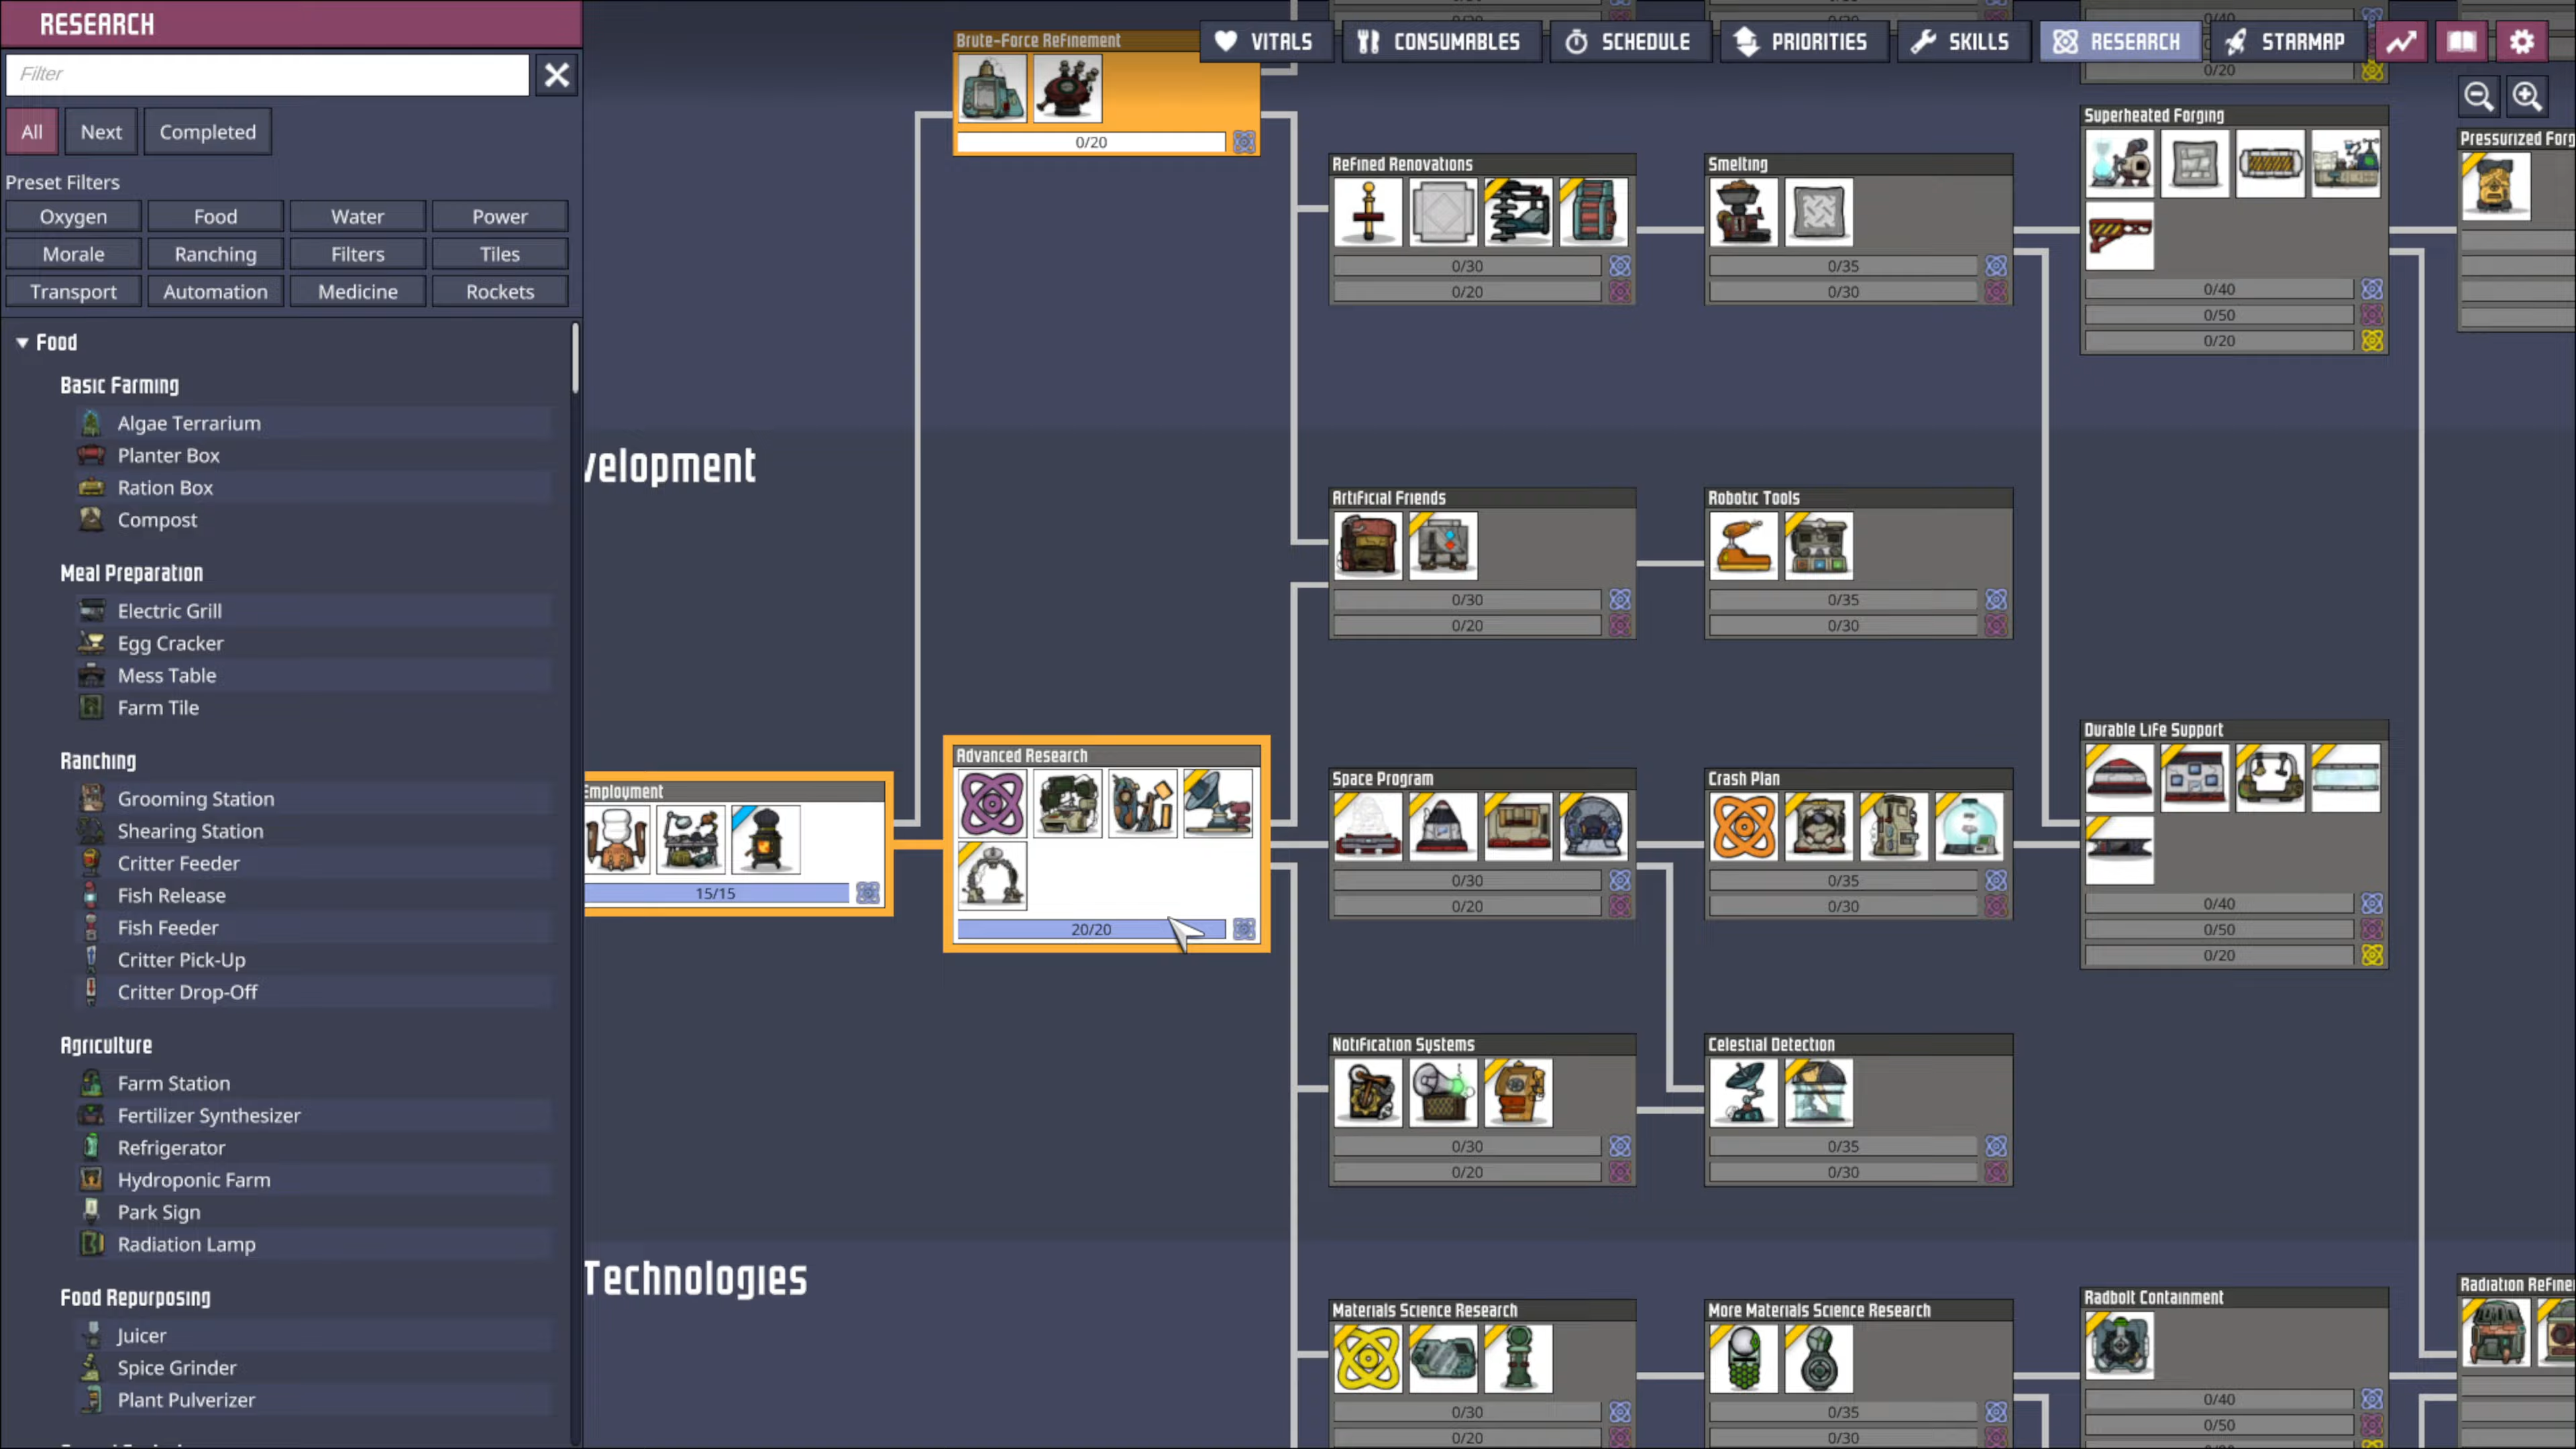 RESEARCH
Filter
All
Next
Completed
Preset Filters
Oxygen
Food
Water
Power
Morale
Ranching
Filters
Tiles
Transport
Automation
Medicine
Rockets
Food
Basic Farming
Algae Terrarium
Planter Box
Ration Box
Compost
Meal Preparation
Electric Grill
Egg Cracker
Mess Table
Farm Tile
Ranching
Grooming Station
Shearing Station
Critter Feeder
Fish Release
Fish Feeder
Critter Pick-Up
Critter Drop-Off
Agriculture
Farm Station
Fertilizer Synthesizer
Refrigerator
Hydroponic Farm
Park Sign
Radiation Lamp
Food Repurposing
Juicer
Spice Grinder
Plant Pulverizer
VITALS
CONSUMABLES
SCHEDULE
PRIORITIES
SKILLS
RESEARCH
STARMAP
velopment
Technologies
Employment
15/15
Brute-Force Refinement
0/20
Advanced Research
20/20
Refined Renovations
0/30
0/20
Artificial Friends
0/30
0/20
Space Program
0/30
0/20
Notification Systems
0/30
0/20
Materials Science Research
0/30
0/20
Smelting
0/35
0/30
Robotic Tools
0/35
0/30
Crash Plan
0/35
0/30
Celestial Detection
0/35
0/30
More Materials Science Research
0/35
0/30
0/20
Superheated Forging
0/40
0/50
0/20
Durable Life Support
0/40
0/50
0/20
Radbolt Containment
0/40
0/50
Pressurized Forg
Radiation Refine